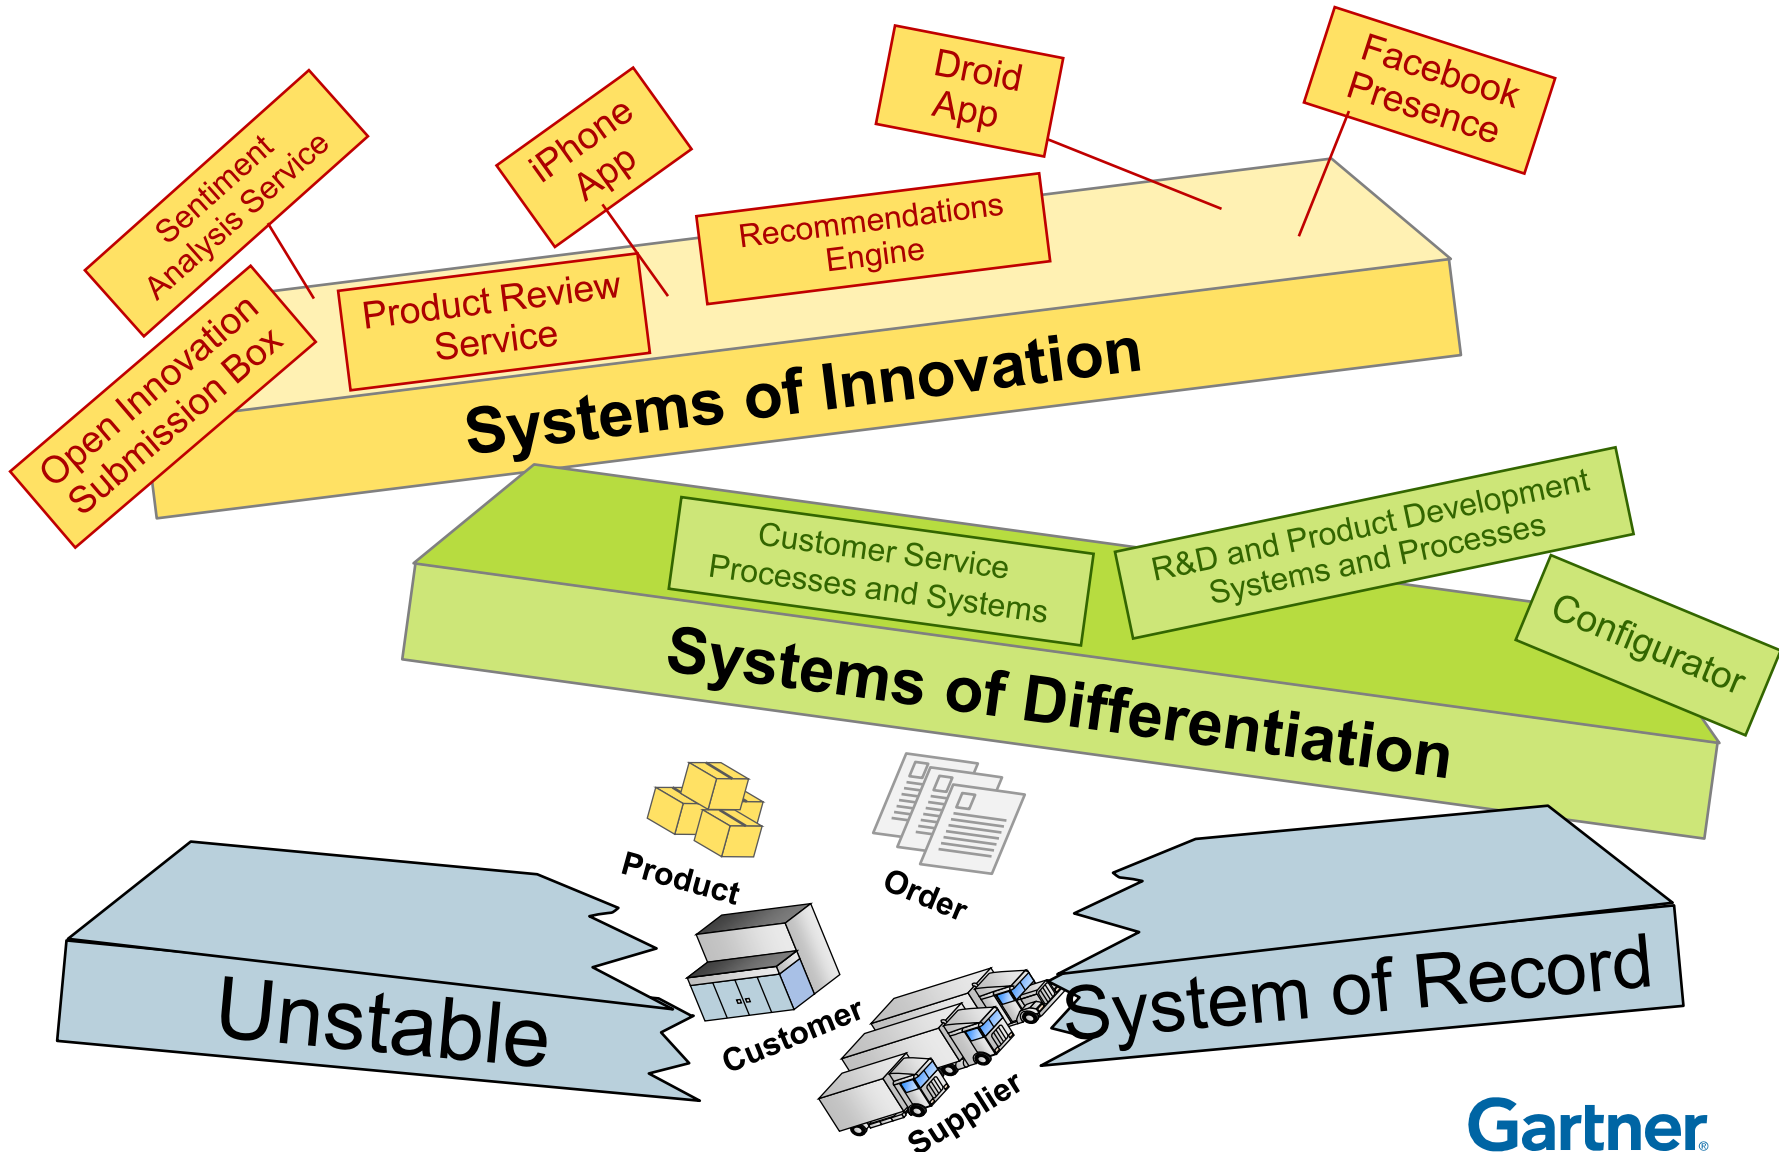 Sentiment
Analysis Service
iPhone
App
Droid
App
Facebook
Presence
Open Innovation
Submission Box
Product Review
Service
Recommendations
Engine
Systems of Innovation
Customer Service
Processes and Systems
R&D and Product Development
Systems and Processes
Configurator
Systems of Differentiation
Product
Order
Unstable
Customer
Supplier
System of Record
Gartner®